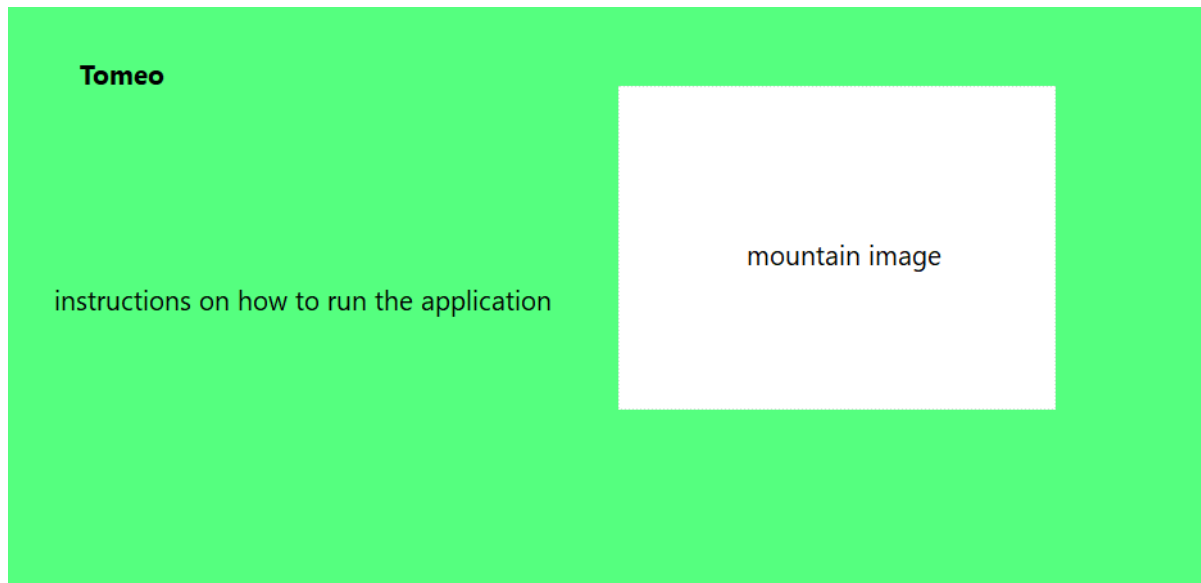 Tomeo
mountain image
instructions on how to run the application